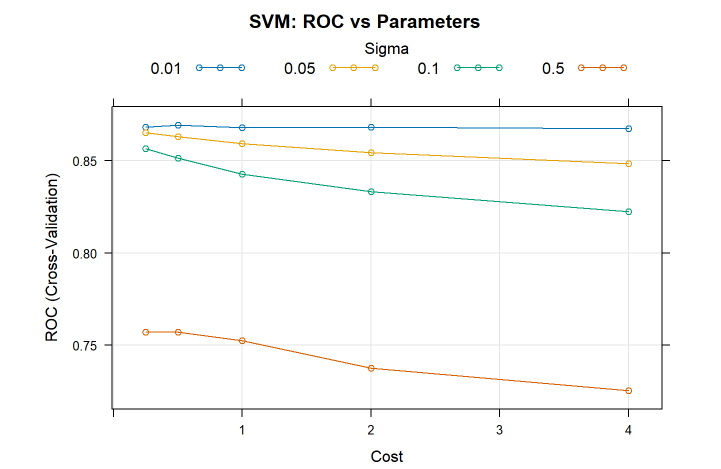 SVM: ROC vs Parameters
Sigma
0.01 0.05 0.1 0.5
0.85
0.80
0.75
ROC (Cross-Validation)
1 2 3 4
Cost